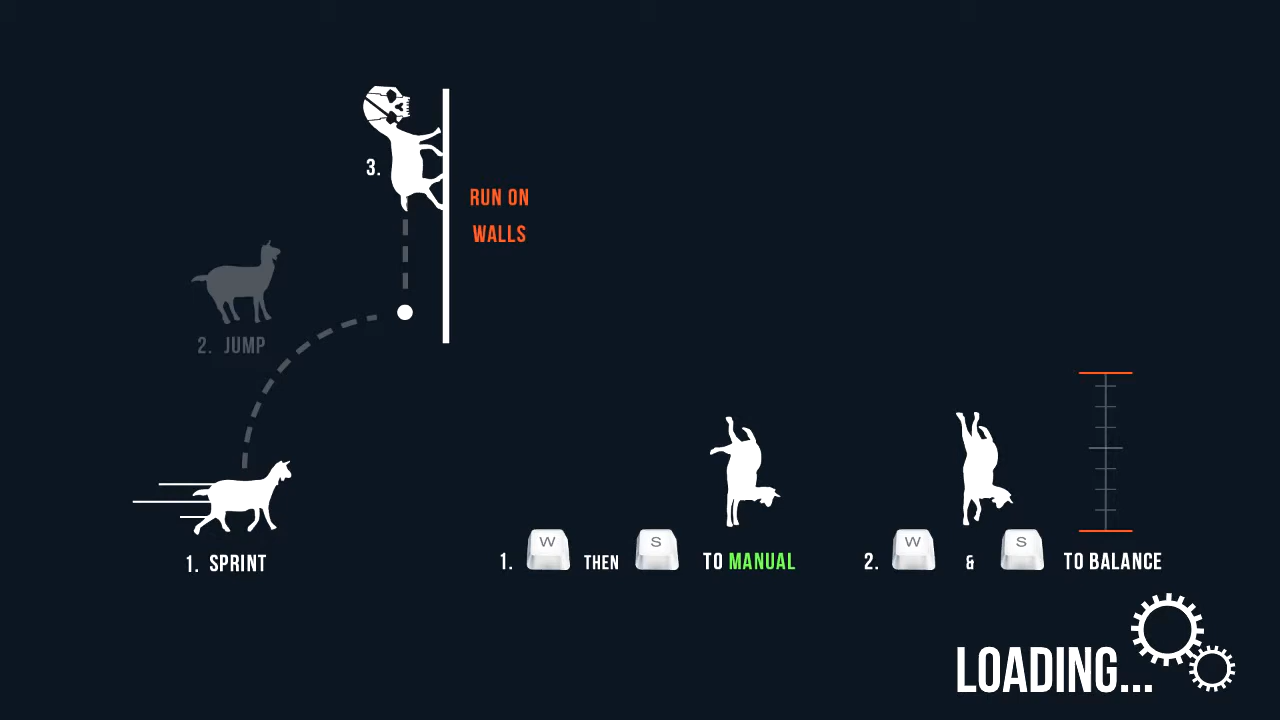 3.
RUN ON
WALLS
2. JUMP
1. SPRINT
1. W THEN S TO MANUAL
2. W & S TO BALANCE
LOADING...